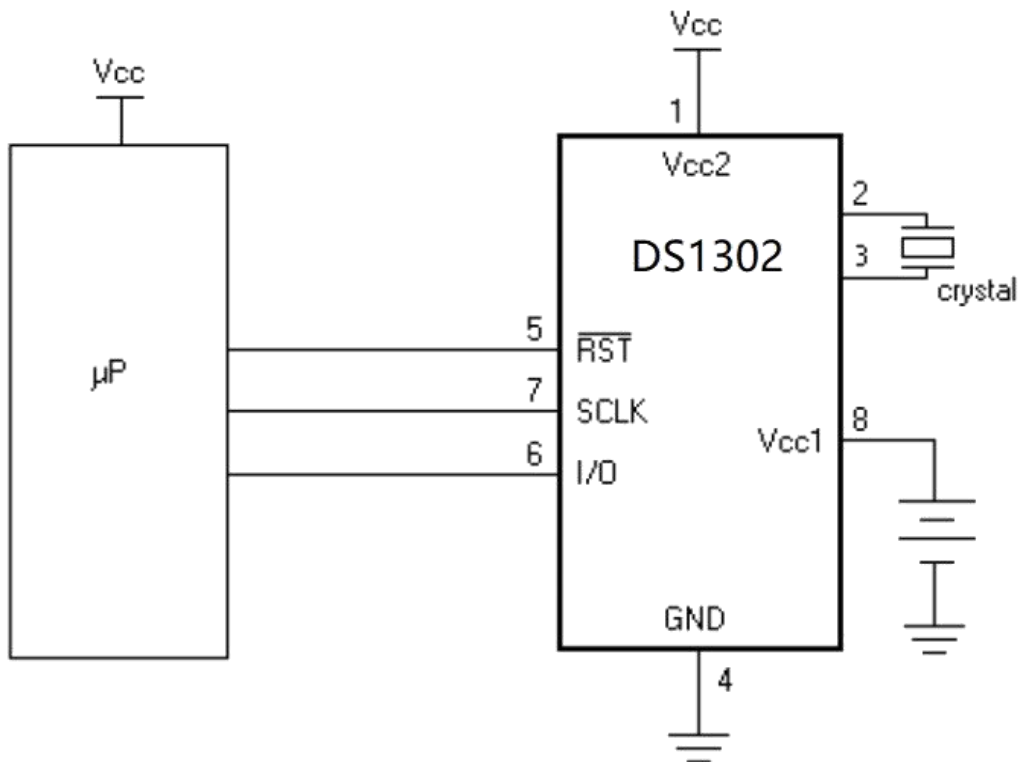 Vcc
Vcc
1
Vcc2
2
DS1302
3
crystal
5
RST
µP
7
SCLK
8
Vcc1
6
I/O
GND
4